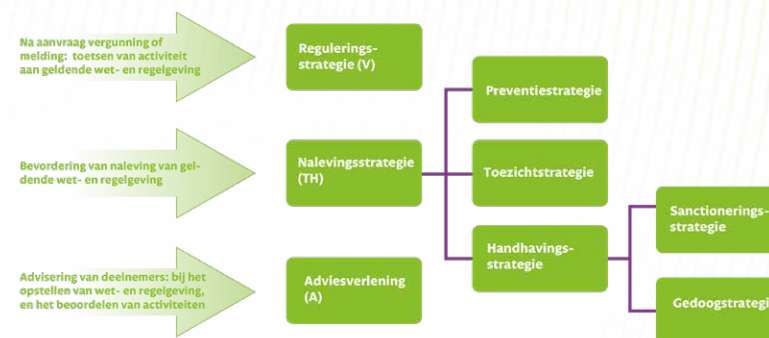 Na aanvraag vergunning of
melding: toetsen van activiteit
aan geldende wet- en regelgeving
Regulerings-
strategie (V)
Preventiestrategie
Bevordering van naleving van gel-
dende wet- en regelgeving
Nalevingsstrategie
(TH)
Toezichtstrategie
Sanctionerings-
strategie
Handhavings-
strategie
Advisering van deelnemers: bij het
opstellen van wet- en regelgeving,
en het beoordelen van activiteiten
Adviesverlening
(A)
Gedoogstrategi